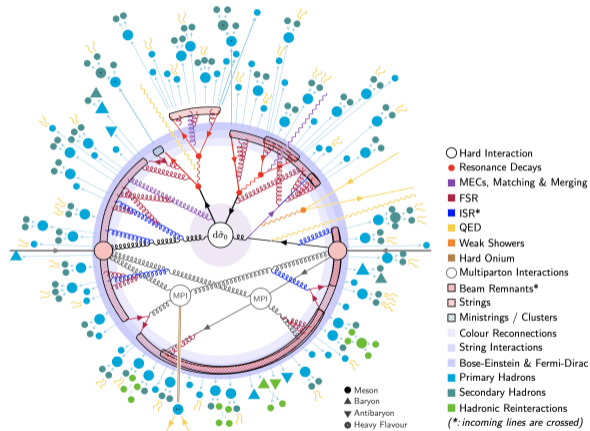 dσ̂₀
MPI
MPI
Hard Interaction
Resonance Decays
MECs, Matching & Merging
FSR
ISR*
QED
Weak Showers
Hard Onium
Multiparton Interactions
Beam Remnants*
Strings
Ministrings / Clusters
Colour Reconnections
String Interactions
Bose-Einstein & Fermi-Dirac
Primary Hadrons
Secondary Hadrons
Hadronic Reinteractions
(*: incoming lines are crossed)
Meson
Baryon
Antibaryon
Heavy Flavour